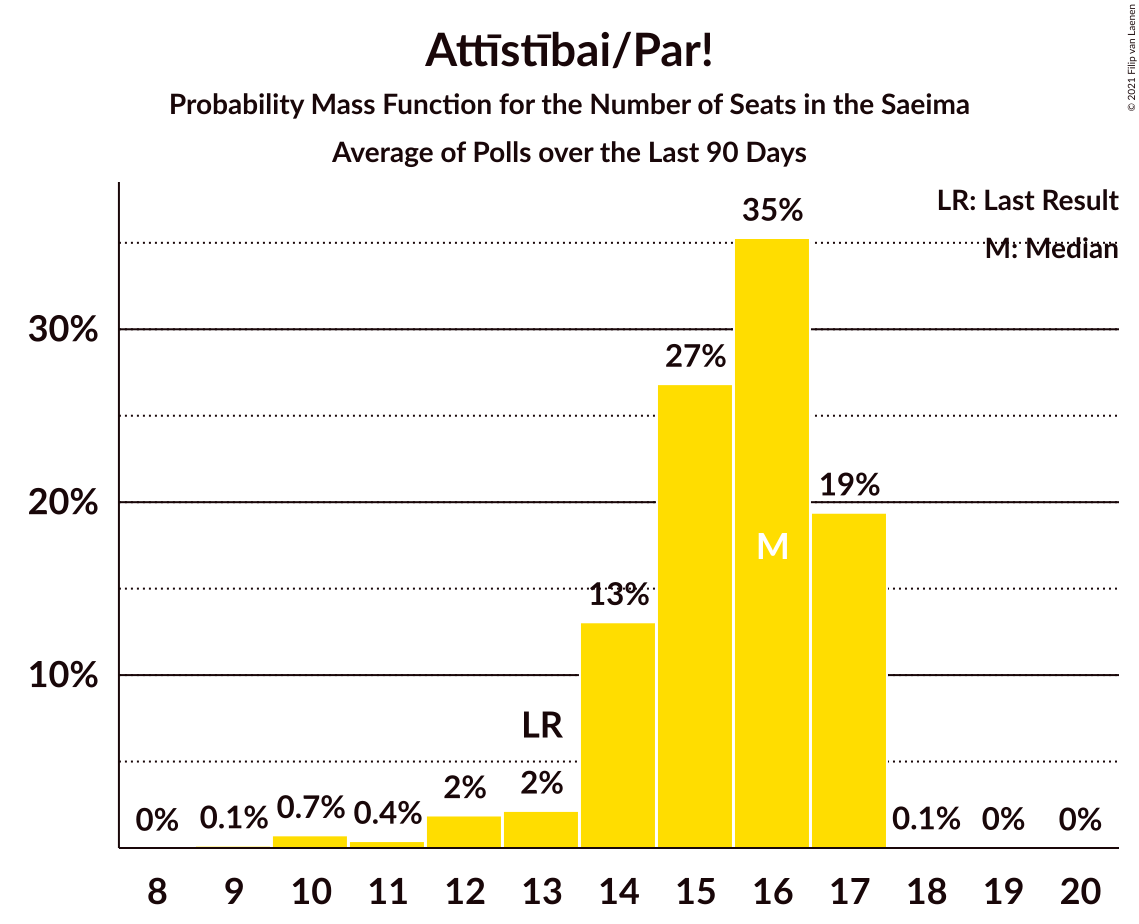 Attīstībai/Par!
Probability Mass Function for the Number of Seats in the Saeima
Average of Polls over the Last 90 Days
© 2021 Filip van Laenen
LR: Last Result
M: Median
35%
30%
27%
20%
19%
M
13%
10%
LR
0%
0.1%
0.7%
0.4%
2%
2%
0.1%
0%
0%
8 9 10 11 12 13 14 15 16 17 18 19 20